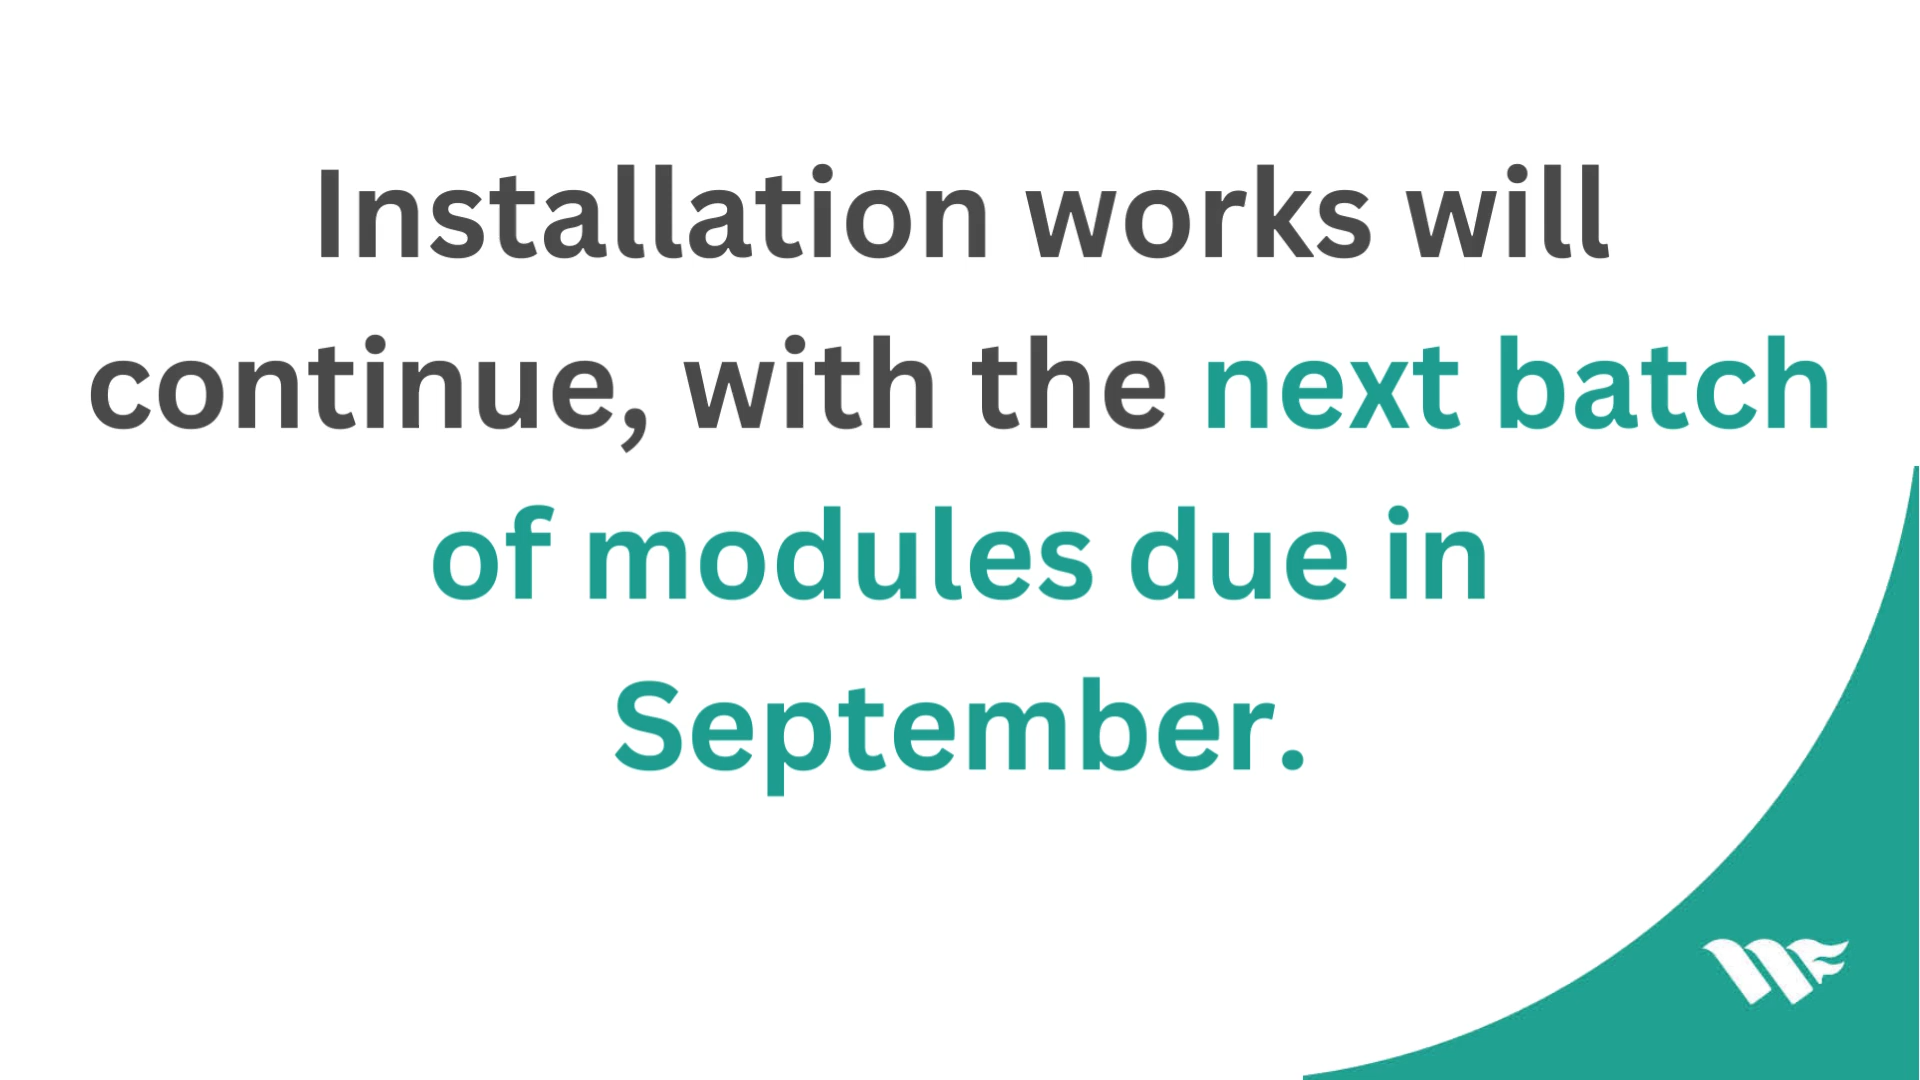 Installation works will
continue, with the next batch
of modules due in
September.